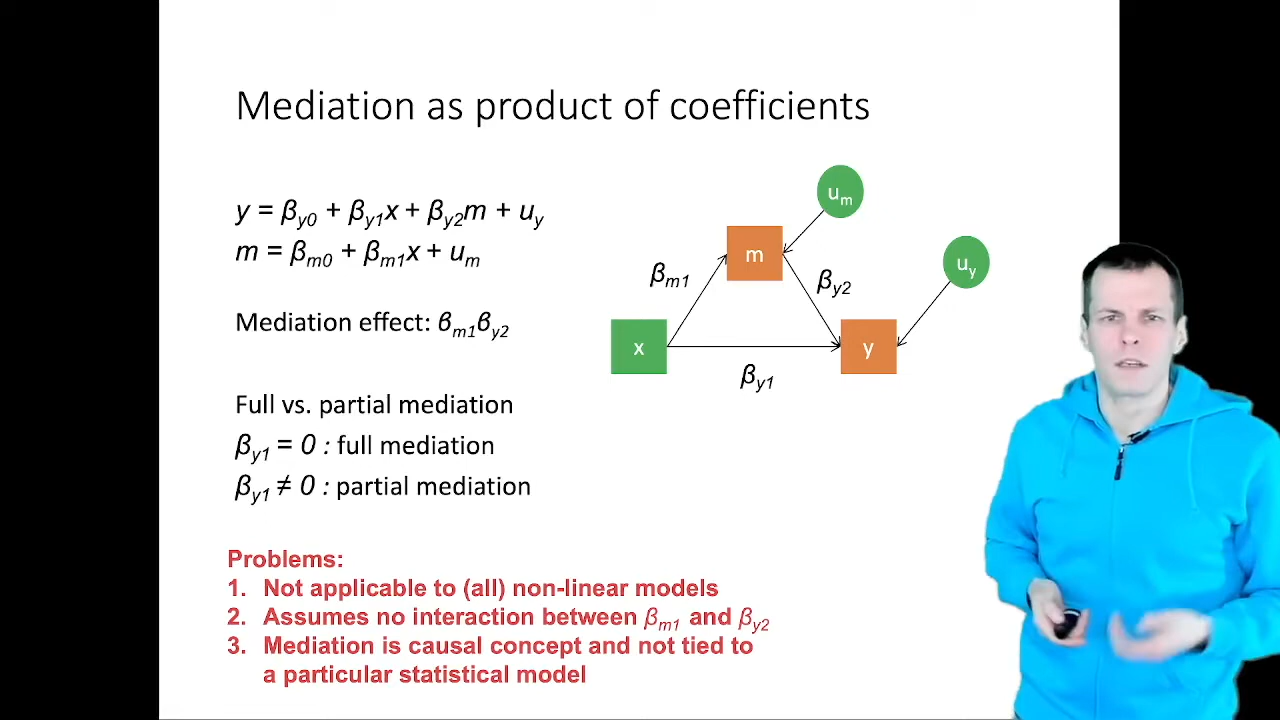 Mediation as product of coefficients
y = βy0 + βy1x + βy2m + uy
m = βm0 + βm1x + um
Mediation effect: βm1βy2
Full vs. partial mediation
βy1 = 0 : full mediation
βy1 ≠ 0 : partial mediation
um
m
uy
βm1
βy2
x
y
βy1
Problems:
1. Not applicable to (all) non-linear models
2. Assumes no interaction between βm1 and βy2
3. Mediation is causal concept and not tied to
a particular statistical model